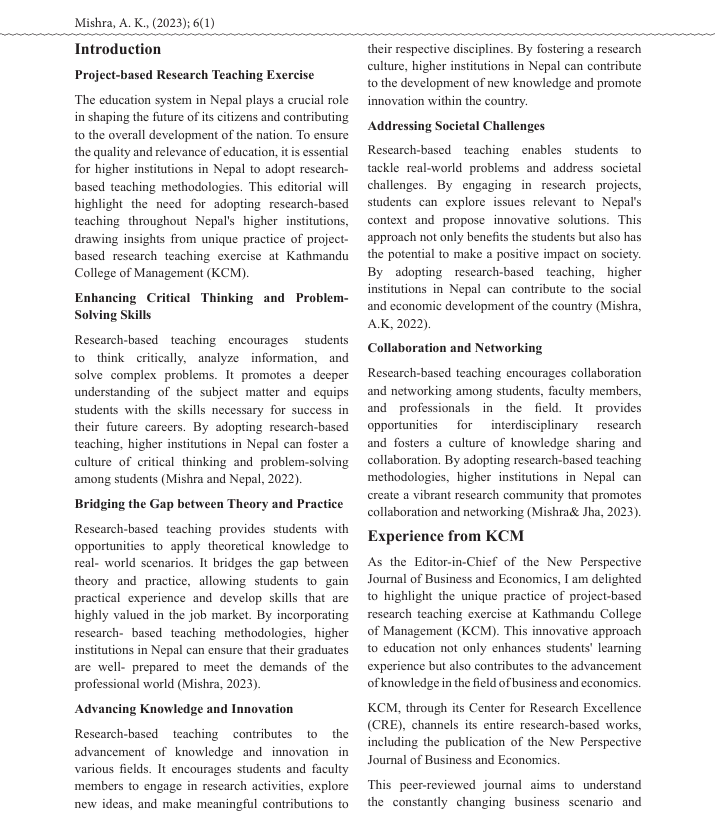 Mishra, A. K., (2023); 6(1)
Introduction
Project-based Research Teaching Exercise
The education system in Nepal plays a crucial role
in shaping the future of its citizens and contributing
to the overall development of the nation. To ensure
the quality and relevance of education, it is essential
for higher institutions in Nepal to adopt research-
based teaching methodologies. This editorial will
highlight the need for adopting research-based
teaching throughout Nepal's higher institutions,
drawing insights from unique practice of project-
based research teaching exercise at Kathmandu
College of Management (KCM).
Enhancing Critical Thinking and Problem-
Solving Skills
Research-based teaching encourages students
to think critically, analyze information, and
solve complex problems. It promotes a deeper
understanding of the subject matter and equips
students with the skills necessary for success in
their future careers. By adopting research-based
teaching, higher institutions in Nepal can foster a
culture of critical thinking and problem-solving
among students (Mishra and Nepal, 2022).
Bridging the Gap between Theory and Practice
Research-based teaching provides students with
opportunities to apply theoretical knowledge to
real- world scenarios. It bridges the gap between
theory and practice, allowing students to gain
practical experience and develop skills that are
highly valued in the job market. By incorporating
research- based teaching methodologies, higher
institutions in Nepal can ensure that their graduates
are well- prepared to meet the demands of the
professional world (Mishra, 2023).
Advancing Knowledge and Innovation
Research-based teaching contributes to the
advancement of knowledge and innovation in
various fields. It encourages students and faculty
members to engage in research activities, explore
new ideas, and make meaningful contributions to
their respective disciplines. By fostering a research
culture, higher institutions in Nepal can contribute
to the development of new knowledge and promote
innovation within the country.
Addressing Societal Challenges
Research-based teaching enables students to
tackle real-world problems and address societal
challenges. By engaging in research projects,
students can explore issues relevant to Nepal's
context and propose innovative solutions. This
approach not only benefits the students but also has
the potential to make a positive impact on society.
By adopting research-based teaching, higher
institutions in Nepal can contribute to the social
and economic development of the country (Mishra,
A.K, 2022).
Collaboration and Networking
Research-based teaching encourages collaboration
and networking among students, faculty members,
and professionals in the field. It provides
opportunities for interdisciplinary research
and fosters a culture of knowledge sharing and
collaboration. By adopting research-based teaching
methodologies, higher institutions in Nepal can
create a vibrant research community that promotes
collaboration and networking (Mishra& Jha, 2023).
Experience from KCM
As the Editor-in-Chief of the New Perspective
Journal of Business and Economics, I am delighted
to highlight the unique practice of project-based
research teaching exercise at Kathmandu College
of Management (KCM). This innovative approach
to education not only enhances students' learning
experience but also contributes to the advancement
of knowledge in the field of business and economics.
KCM, through its Center for Research Excellence
(CRE), channels its entire research-based works,
including the publication of the New Perspective
Journal of Business and Economics.
This peer-reviewed journal aims to understand
the constantly changing business scenario and